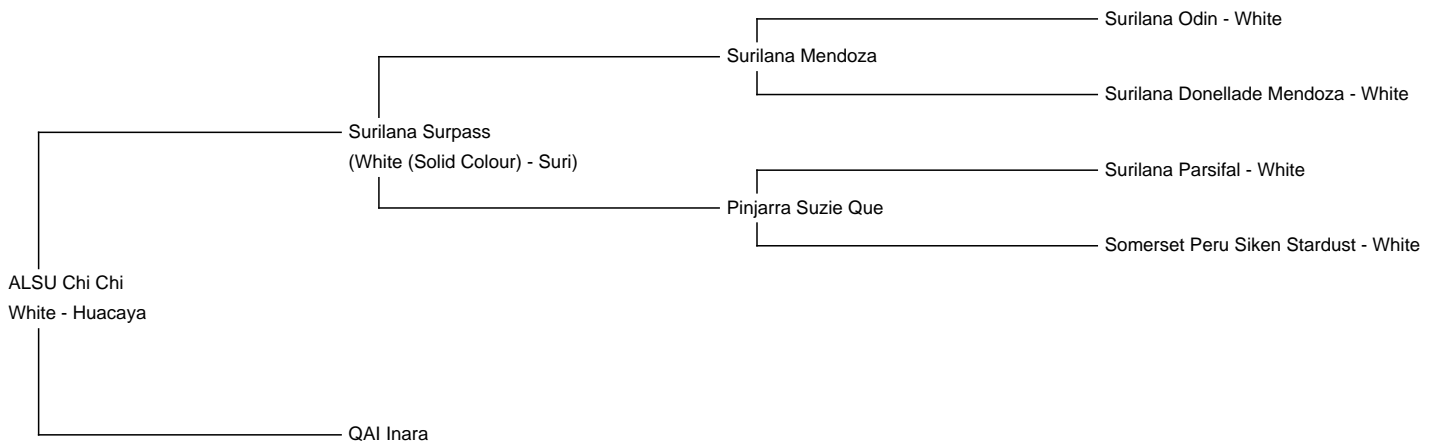 Surilana Odin - White
Surilana Mendoza
Surilana Donellade Mendoza - White
Surilana Surpass
(White (Solid Colour) - Suri)
Surilana Parsifal - White
Pinjarra Suzie Que
Somerset Peru Siken Stardust - White
ALSU Chi Chi
White - Huacaya
QAI Inara